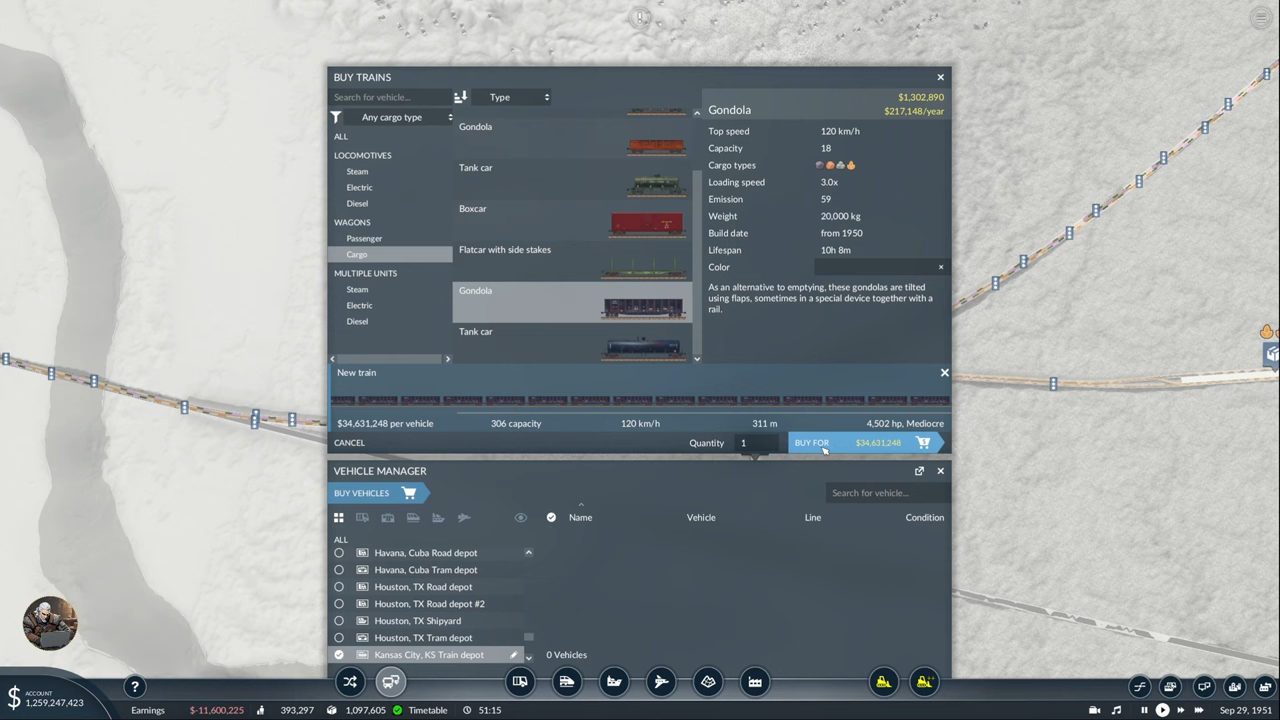 BUY TRAINS
Search for vehicle...
Type
Any cargo type
ALL
LOCOMOTIVES
Steam
Electric
Diesel
WAGONS
Passenger
Cargo
MULTIPLE UNITS
Steam
Electric
Diesel
Gondola
Tank car
Boxcar
Flatcar with side stakes
Gondola
Tank car
Gondola
$1,302,890
$217,148/year
Top speed 120 km/h
Capacity 18
Cargo types
Loading speed 3.0x
Emission 59
Weight 20,000 kg
Build date from 1950
Lifespan 10h 8m
Color
As an alternative to emptying, these gondolas are tilted
using flaps, sometimes in a special device together with a
rail.
New train
$34,631,248 per vehicle 306 capacity 120 km/h 311 m 4,502 hp, Mediocre
CANCEL Quantity 1 BUY FOR $34,631,248
VEHICLE MANAGER
BUY VEHICLES Search for vehicle...
Name Vehicle Line Condition
ALL
Havana, Cuba Road depot
Havana, Cuba Tram depot
Houston, TX Road depot
Houston, TX Road depot #2
Houston, TX Shipyard
Houston, TX Tram depot
Kansas City, KS Train depot 0 Vehicles
$ ACCOUNT
1,259,247,423
?
Earnings $-11,600,225 393,297 1,097,605 Timetable 51:15 Sep 29, 1951